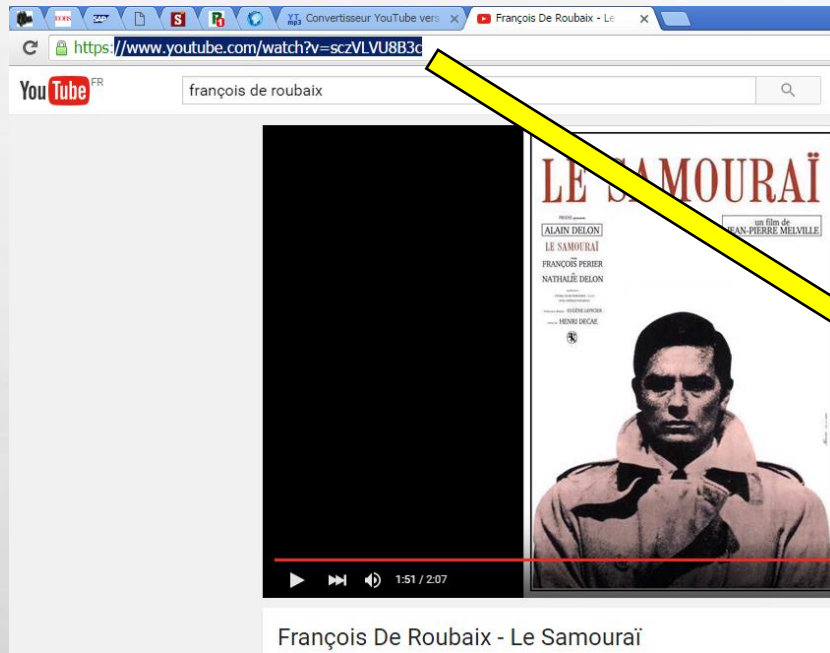 Convertisseur YouTube vers
François De Roubaix - Le
https://www.youtube.com/watch?v=sczVLVU8B3c
YouTube FR
françois de roubaix
LE SAMOURAÏ
un film de
JEAN-PIERRE MELVILLE
ALAIN DELON
LE SAMOURAÏ
FRANÇOIS PERIER
NATHALIE DELON
HENRI DECAE
1:51 / 2:07
François De Roubaix - Le Samouraï